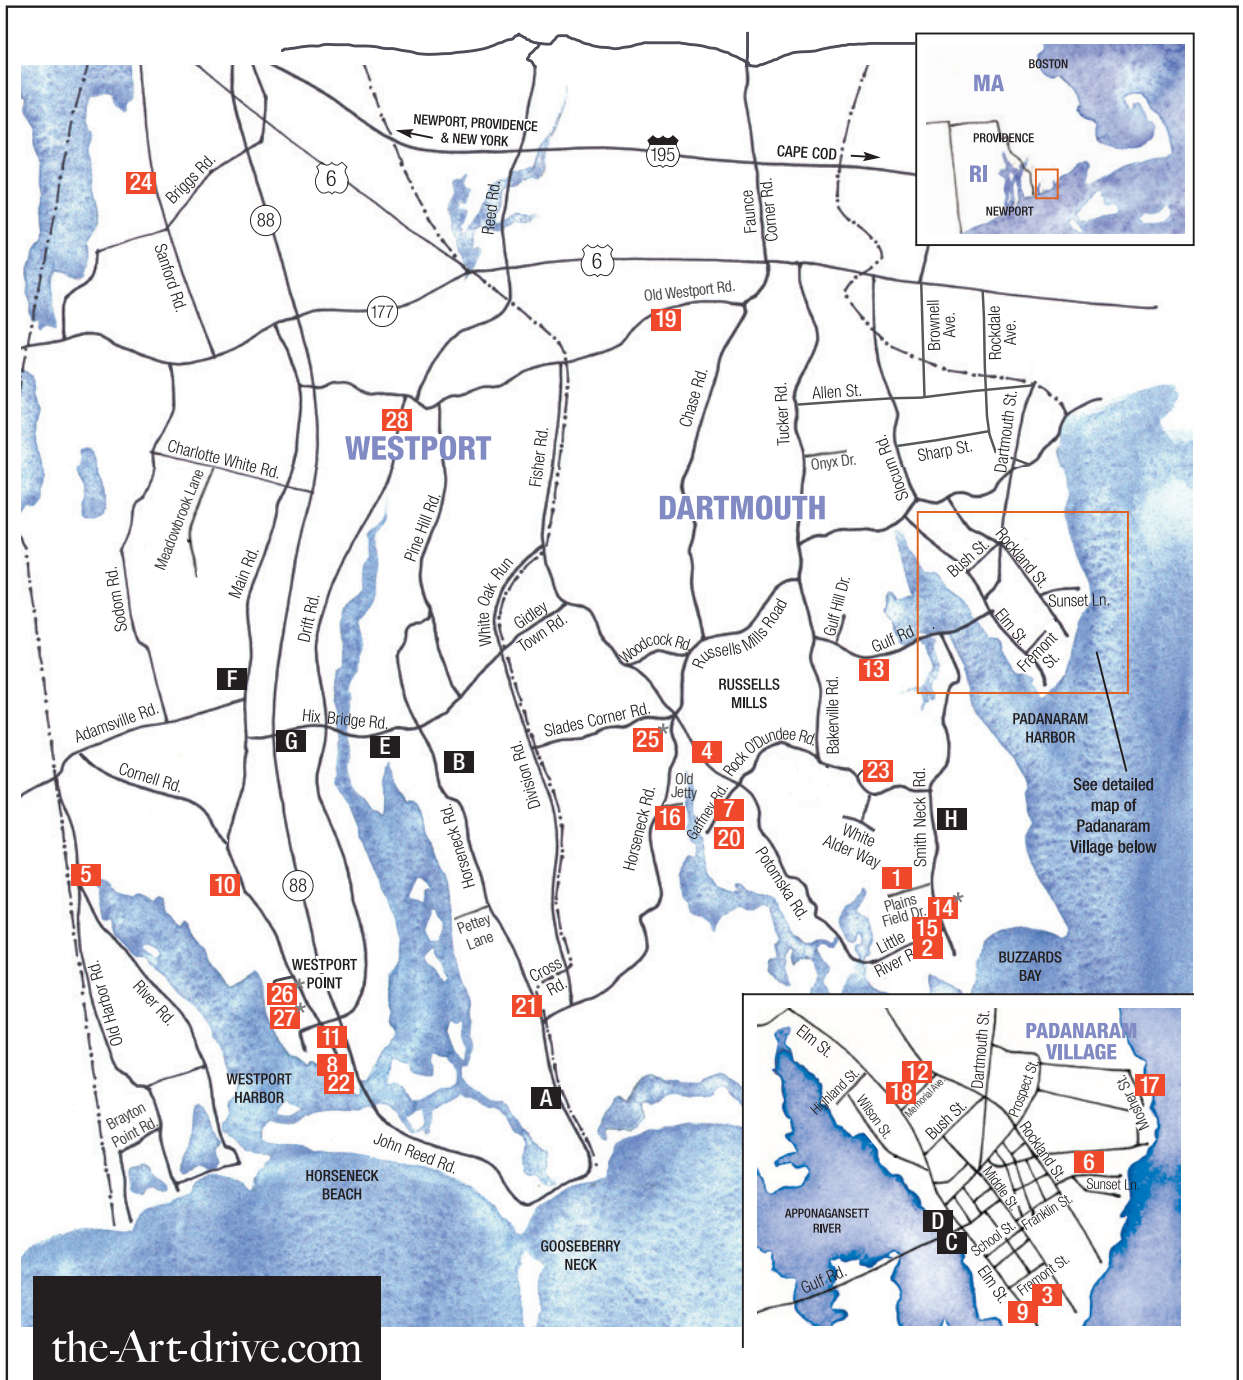 BOSTON
MA
PROVIDENCE
RI
NEWPORT
NEWPORT, PROVIDENCE
& NEW YORK
195
CAPE COD
24
Briggs Rd.
6
88
Reed Rd.
Faunce
Corner Rd.
Sanford Rd.
6
177
Old Westport Rd.
19
Brownell
Ave.
Rockdale
Ave.
Chase Rd.
Tucker Rd.
Allen St.
28
WESTPORT
Fisher Rd.
Charlotte White Rd.
Meadowbrook Lane
Onyx Dr.
Slocum Rd.
Sharp St.
Dartmouth St.
DARTMOUTH
Pine Hill Rd.
Main Rd.
Sodom Rd.
Drift Rd.
White Oak Run
Gidley
Town Rd.
Woodcock Rd
Russells Mills Road
Gulf Hill Dr.
Gulf Rd
13
Bush St.
Rockland St.
Sunset Ln.
Elm St.
Fremont
St.
F
RUSSELLS
MILLS
Bakerville Rd.
Adamsville Rd.
Hix Bridge Rd.
G
E
B
Slades Corner Rd.
25*
4
Rock O'Dundee Rd.
PADANARAM
HARBOR
Cornell Rd.
Division Rd.
Old
Jetty
16
Gaffney Rd.
7
20
23
Smith Neck Rd.
H
See detailed
map of
Padanaram
Village below
Horseneck Rd.
Horseneck Rd.
White
Alder Way
Potomska Rd.
5
10
88
1
Plains
Field Dr.
14*
15
2
Little
River R
Pettey
Lane
BUZZARDS
BAY
Old Harbor Rd.
River Rd.
WESTPORT
POINT
26*
27*
Cross
Rd.
21
11
8
22
WESTPORT
HARBOR
A
Brayton
Point Rd.
John Reed Rd.
HORSENECK
BEACH
GOOSEBERRY
NECK
PADANARAM
VILLAGE
Elm St.
Dartmouth St.
Prospect St.
12
18
Memorial Ave.
Highland St.
Wilson St.
Bush St.
17
Mosher St.
Rockland St.
6
Sunset Ln.
Middle St.
Franklin St.
School St.
APPONAGANSETT
RIVER
D
C
Gulf Rd.
Elm St.
Fremont St.
3
9
the-Art-drive.com